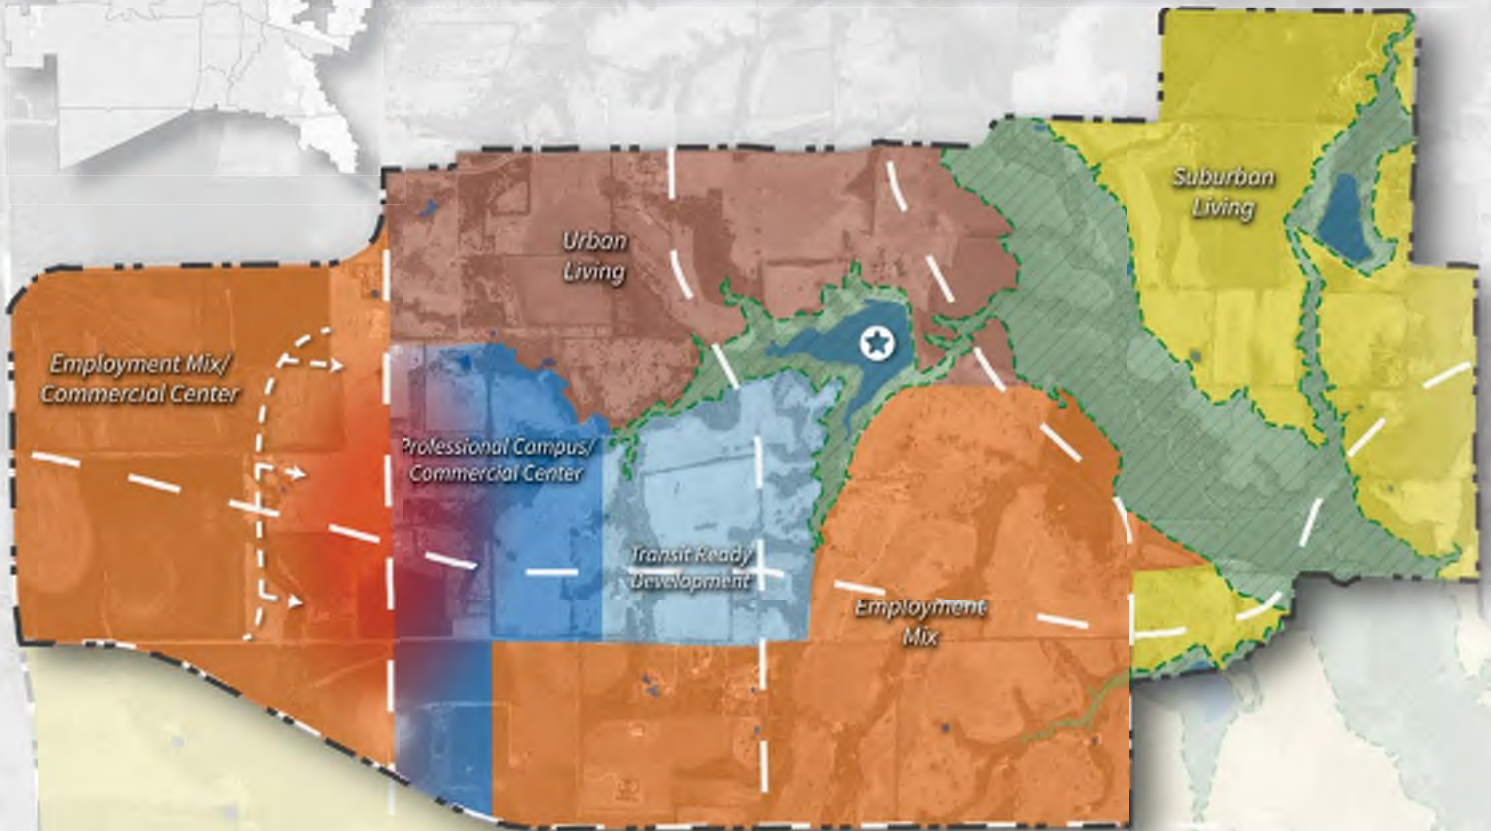 Suburban
Living
Urban
Living
Employment Mix/
Commercial Center
Professional Campus/
Commercial Center
Transit Ready
Development
Employment
Mix